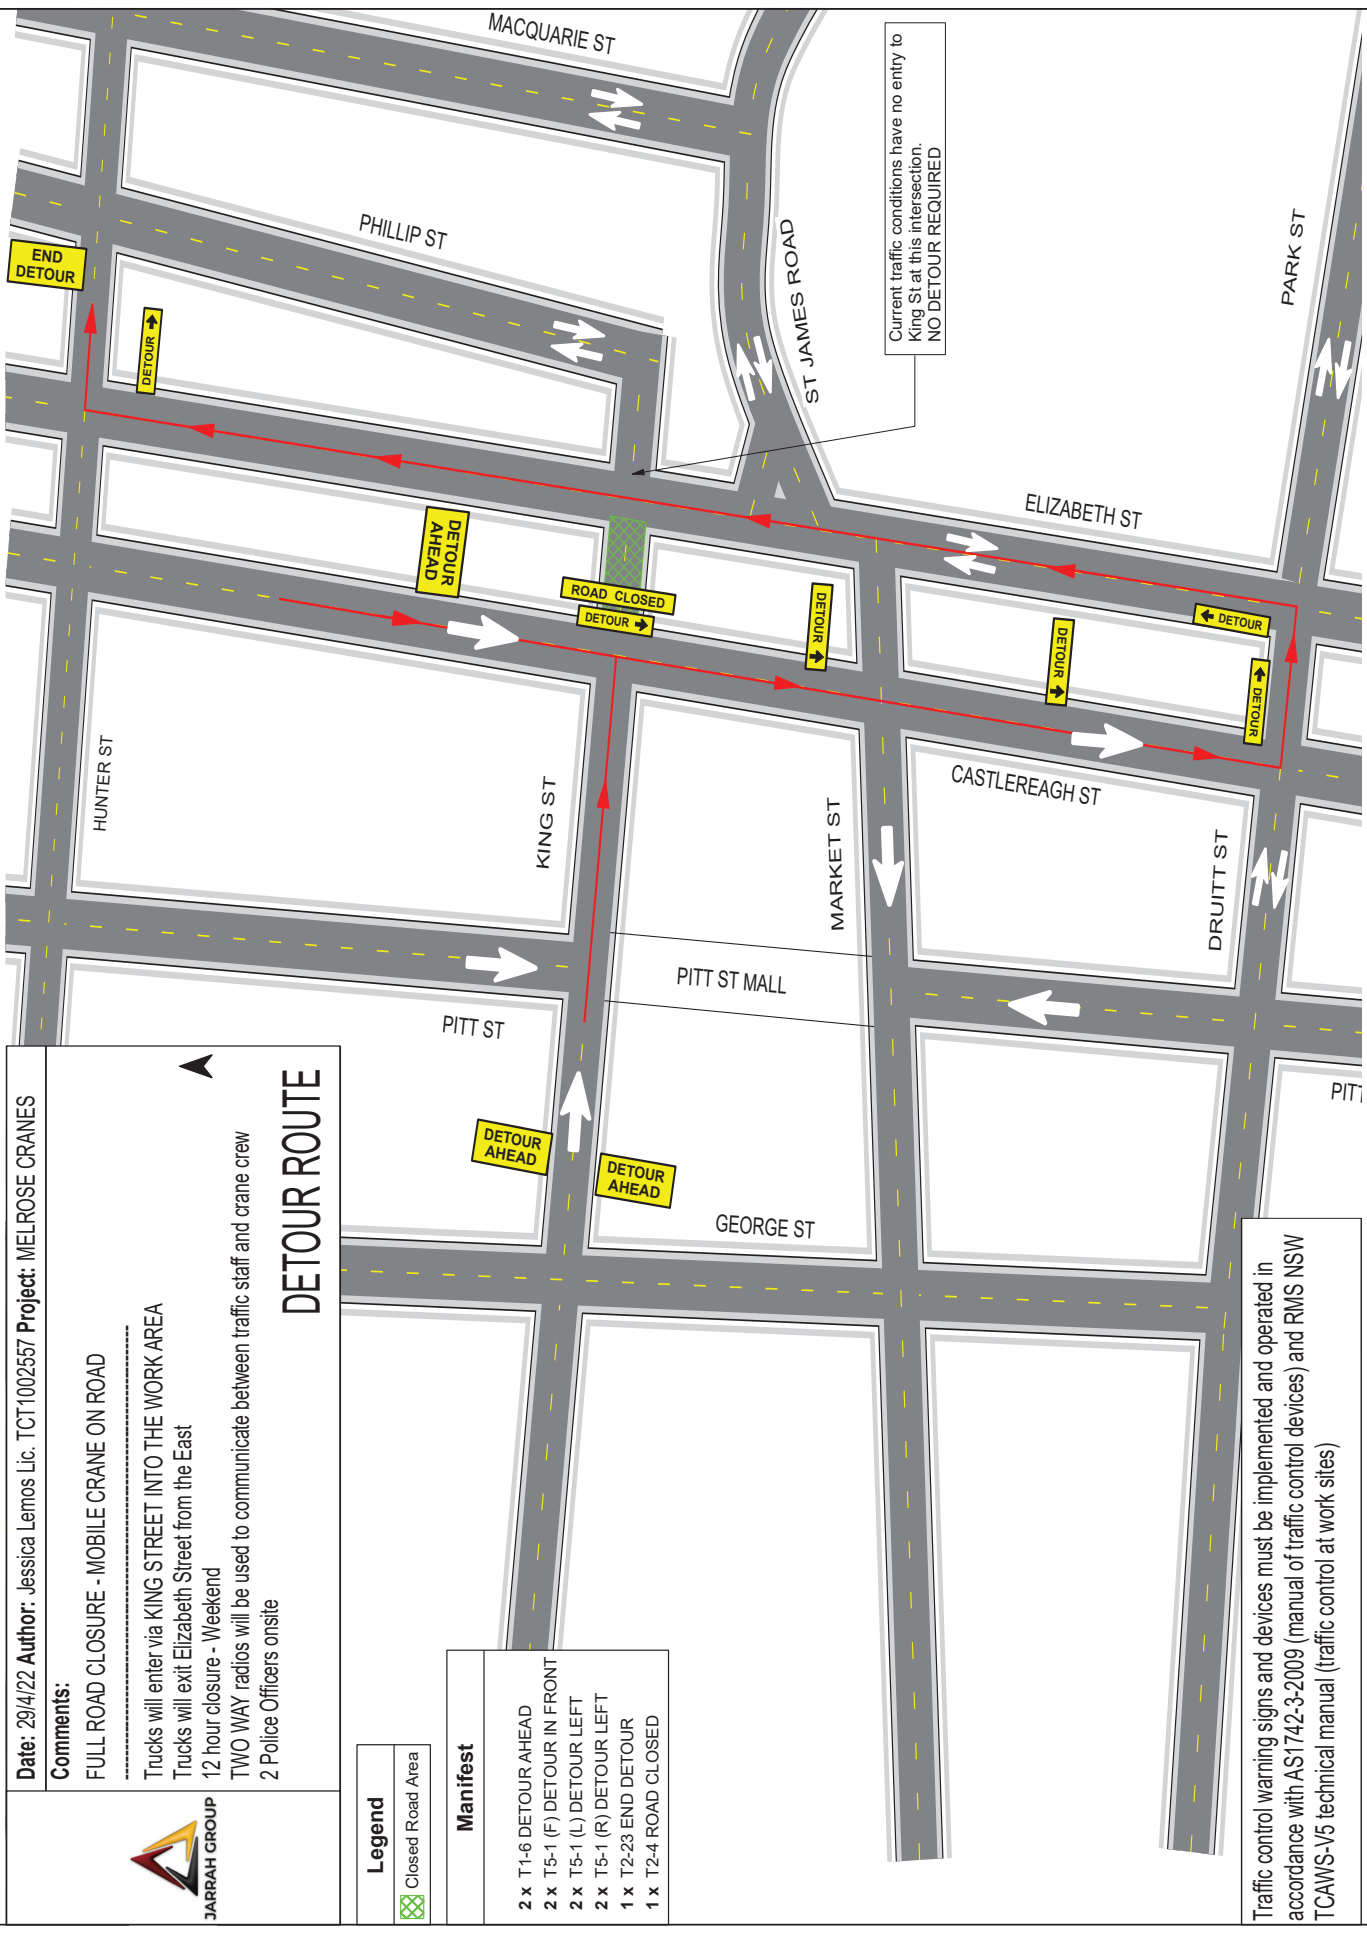 Date: 29/4/22 Author: Jessica Lemos Lic. TCT1002557 Project: MELROSE CRANES
Comments:
FULL ROAD CLOSURE - MOBILE CRANE ON ROAD
Trucks will enter via KING STREET INTO THE WORK AREA
Trucks will exit Elizabeth Street from the East
12 hour closure - Weekend
TWO WAY radios will be used to communicate between traffic staff and crane crew
2 Police Officers onsite
DETOUR ROUTE
JARRAH GROUP
Legend
Closed Road Area
Manifest
2 x T1-6 DETOUR AHEAD
2 x T5-1 (F) DETOUR IN FRONT
2 x T5-1 (L) DETOUR LEFT
2 x T5-1 (R) DETOUR LEFT
1 x T2-23 END DETOUR
1 x T2-4 ROAD CLOSED
Traffic control warning signs and devices must be implemented and operated in
accordance with AS1742-3-2009 (manual of traffic control devices) and RMS NSW
TCAWS-V5 technical manual (traffic control at work sites)
Current traffic conditions have no entry to
King St at this intersection.
NO DETOUR REQUIRED
MACQUARIE ST
PHILLIP ST
ST JAMES ROAD
PARK ST
ELIZABETH ST
HUNTER ST
KING ST
MARKET ST
CASTLEREAGH ST
DRUITT ST
PITT ST
PITT ST MALL
GEORGE ST
PITT
END
DETOUR
DETOUR
DETOUR
AHEAD
ROAD CLOSED
DETOUR
DETOUR
DETOUR
DETOUR
DETOUR
DETOUR
AHEAD
DETOUR
AHEAD